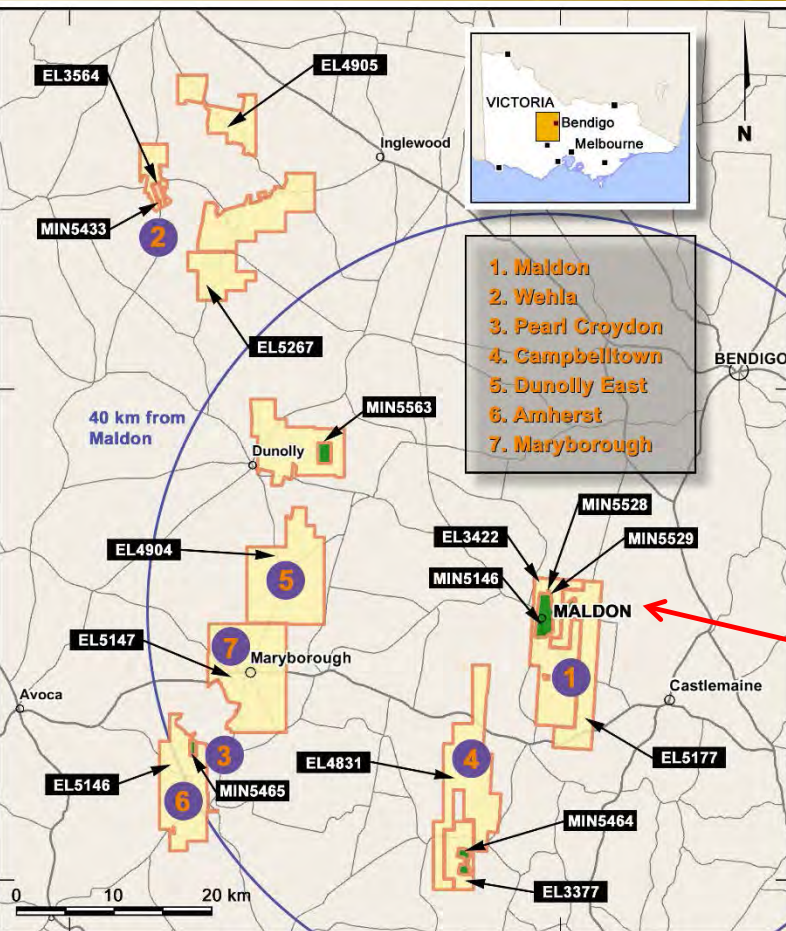 EL3564
EL4905
VICTORIA
Bendigo
Melbourne
N
Inglewood
MIN5433
2
EL5267
1. Maldon
2. Wehla
3. Pearl Croydon
4. Campbelltown
5. Dunolly East
6. Amherst
7. Maryborough
BENDIGO
40 km from
Maldon
MIN5563
Dunolly
MIN5528
EL3422
MIN5529
EL4904
MIN5146
5
MALDON
EL5147
7
Maryborough
1
Avoca
Castlemaine
3
EL4831
4
EL5177
EL5146
MIN5465
6
MIN5464
EL3377
0 10 20 km